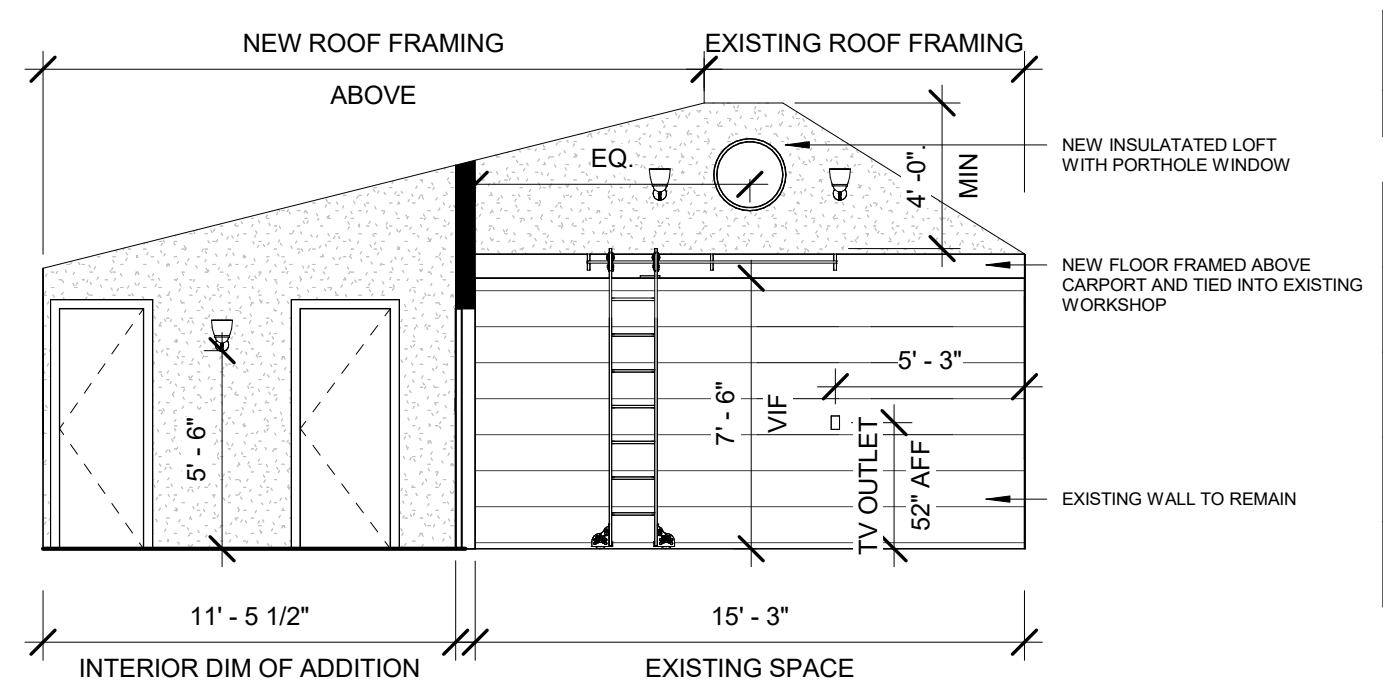 NEW ROOF FRAMING
EXISTING ROOF FRAMING
ABOVE
EQ.
4' -0".
MIN
NEW INSULATATED LOFT
WITH PORTHOLE WINDOW
NEW FLOOR FRAMED ABOVE
CARPORT AND TIED INTO EXISTING
WORKSHOP
5' - 3"
5' - 6"
7' - 6"
VIF
TV OUTLET
52" AFF
EXISTING WALL TO REMAIN
11' - 5 1/2"
15' - 3"
INTERIOR DIM OF ADDITION
EXISTING SPACE